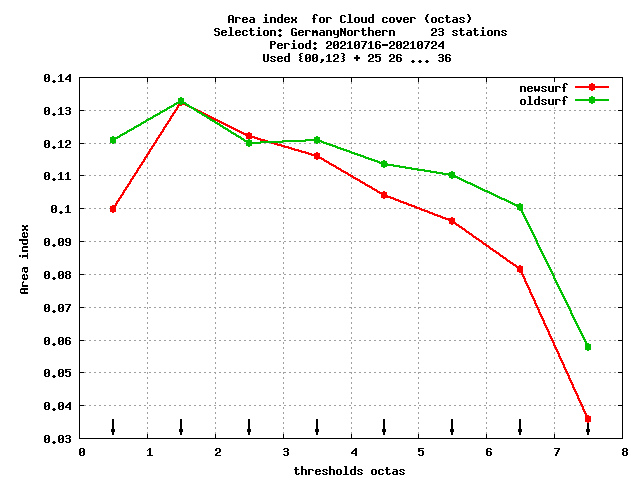 Area index  for Cloud cover (octas)
Selection: GermanyNorthern     23 stations
Period: 20210716-20210724
Used {00,12} + 25 26 ... 36
newsurf
oldsurf
0.14
0.13
0.12
0.11
0.1
0.09
0.08
0.07
0.06
0.05
0.04
0.03
Area index
0 1 2 3 4 5 6 7 8
thresholds octas